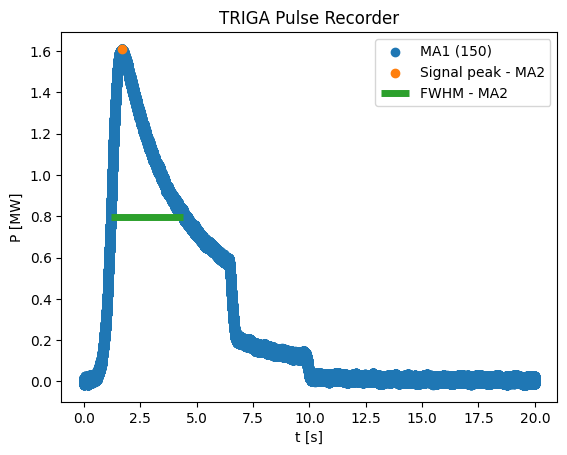 TRIGA Pulse Recorder
MA1 (150)
Signal peak - MA2
FWHM - MA2
P [MW]
1.6
1.4
1.2
1.0
0.8
0.6
0.4
0.2
0.0
0.0 2.5 5.0 7.5 10.0 12.5 15.0 17.5 20.0
t [s]